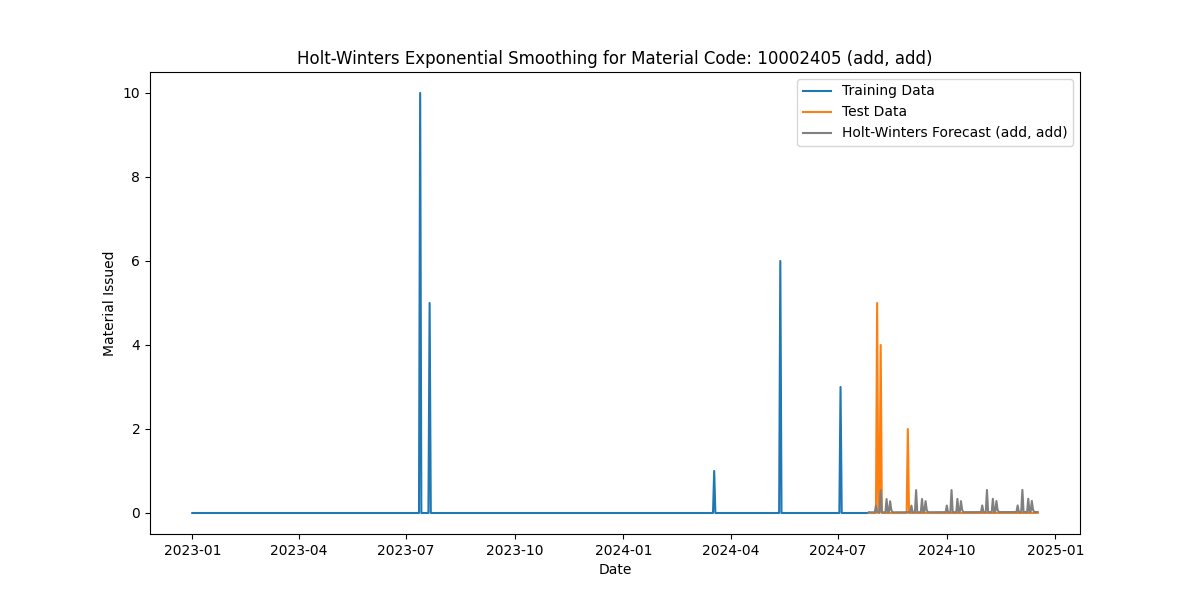 Holt-Winters Exponential Smoothing for Material Code: 10002405 (add, add)
Training Data
Test Data
Holt-Winters Forecast (add, add)
Material Issued
10
8
6
4
2
0
2023-01 2023-04 2023-07 2023-10 2024-01 2024-04 2024-07 2024-10 2025-01
Date